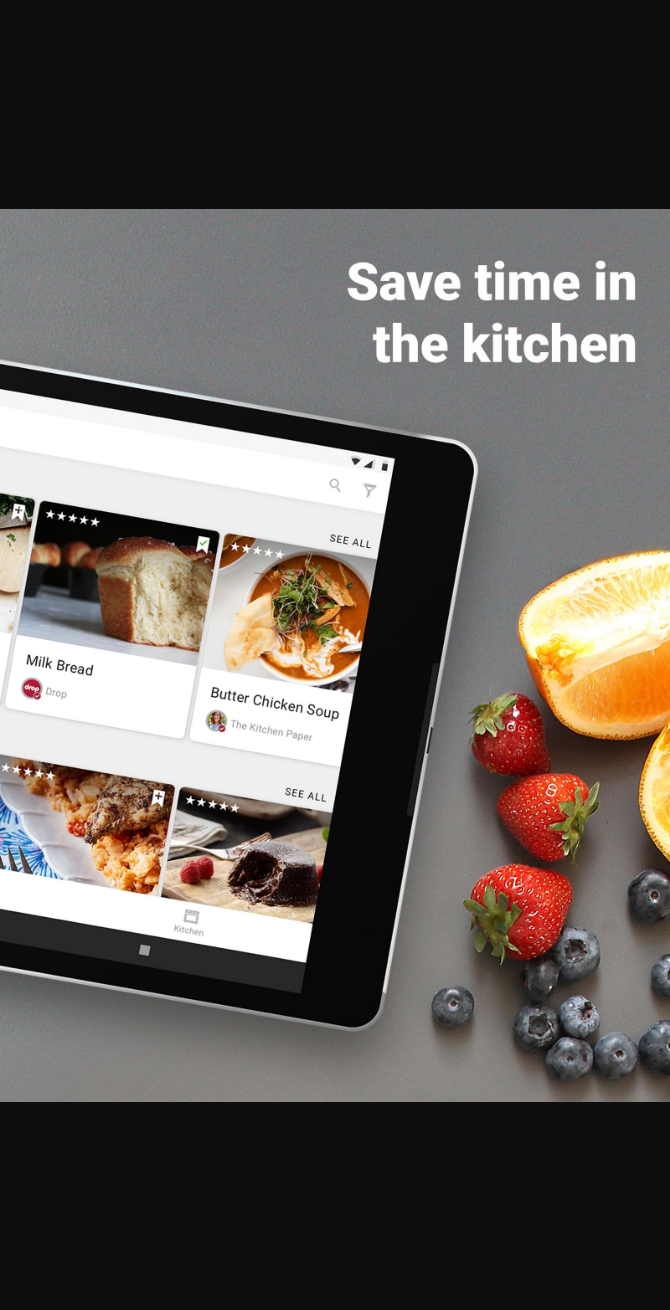 Save time in
the kitchen
SEE ALL
Milk Bread
drop Drop
Butter Chicken Soup
The Kitchen Paper
SEE ALL
Kitchen